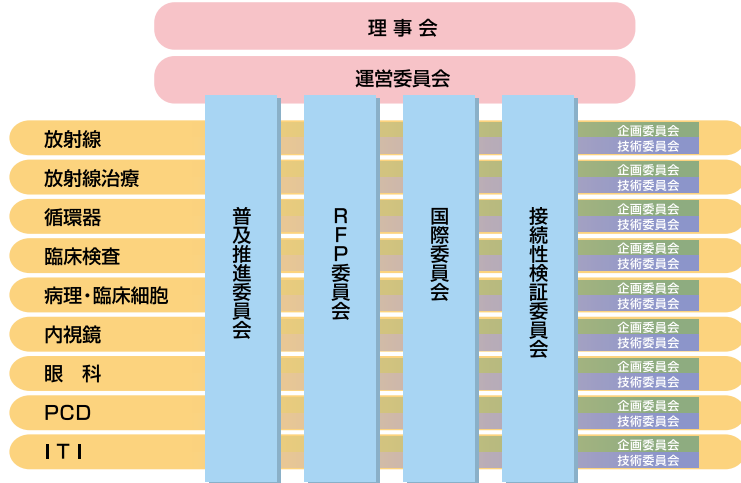 理事会
運営委員会
普及推進委員会
RFP委員会
国際委員会
接続性検証委員会
放射線
企画委員会
技術委員会
放射線治療
企画委員会
技術委員会
循環器
企画委員会
技術委員会
臨床検査
企画委員会
技術委員会
病理・臨床細胞
企画委員会
技術委員会
内視鏡
企画委員会
技術委員会
眼 科
企画委員会
技術委員会
PCD
企画委員会
技術委員会
ITI
企画委員会
技術委員会